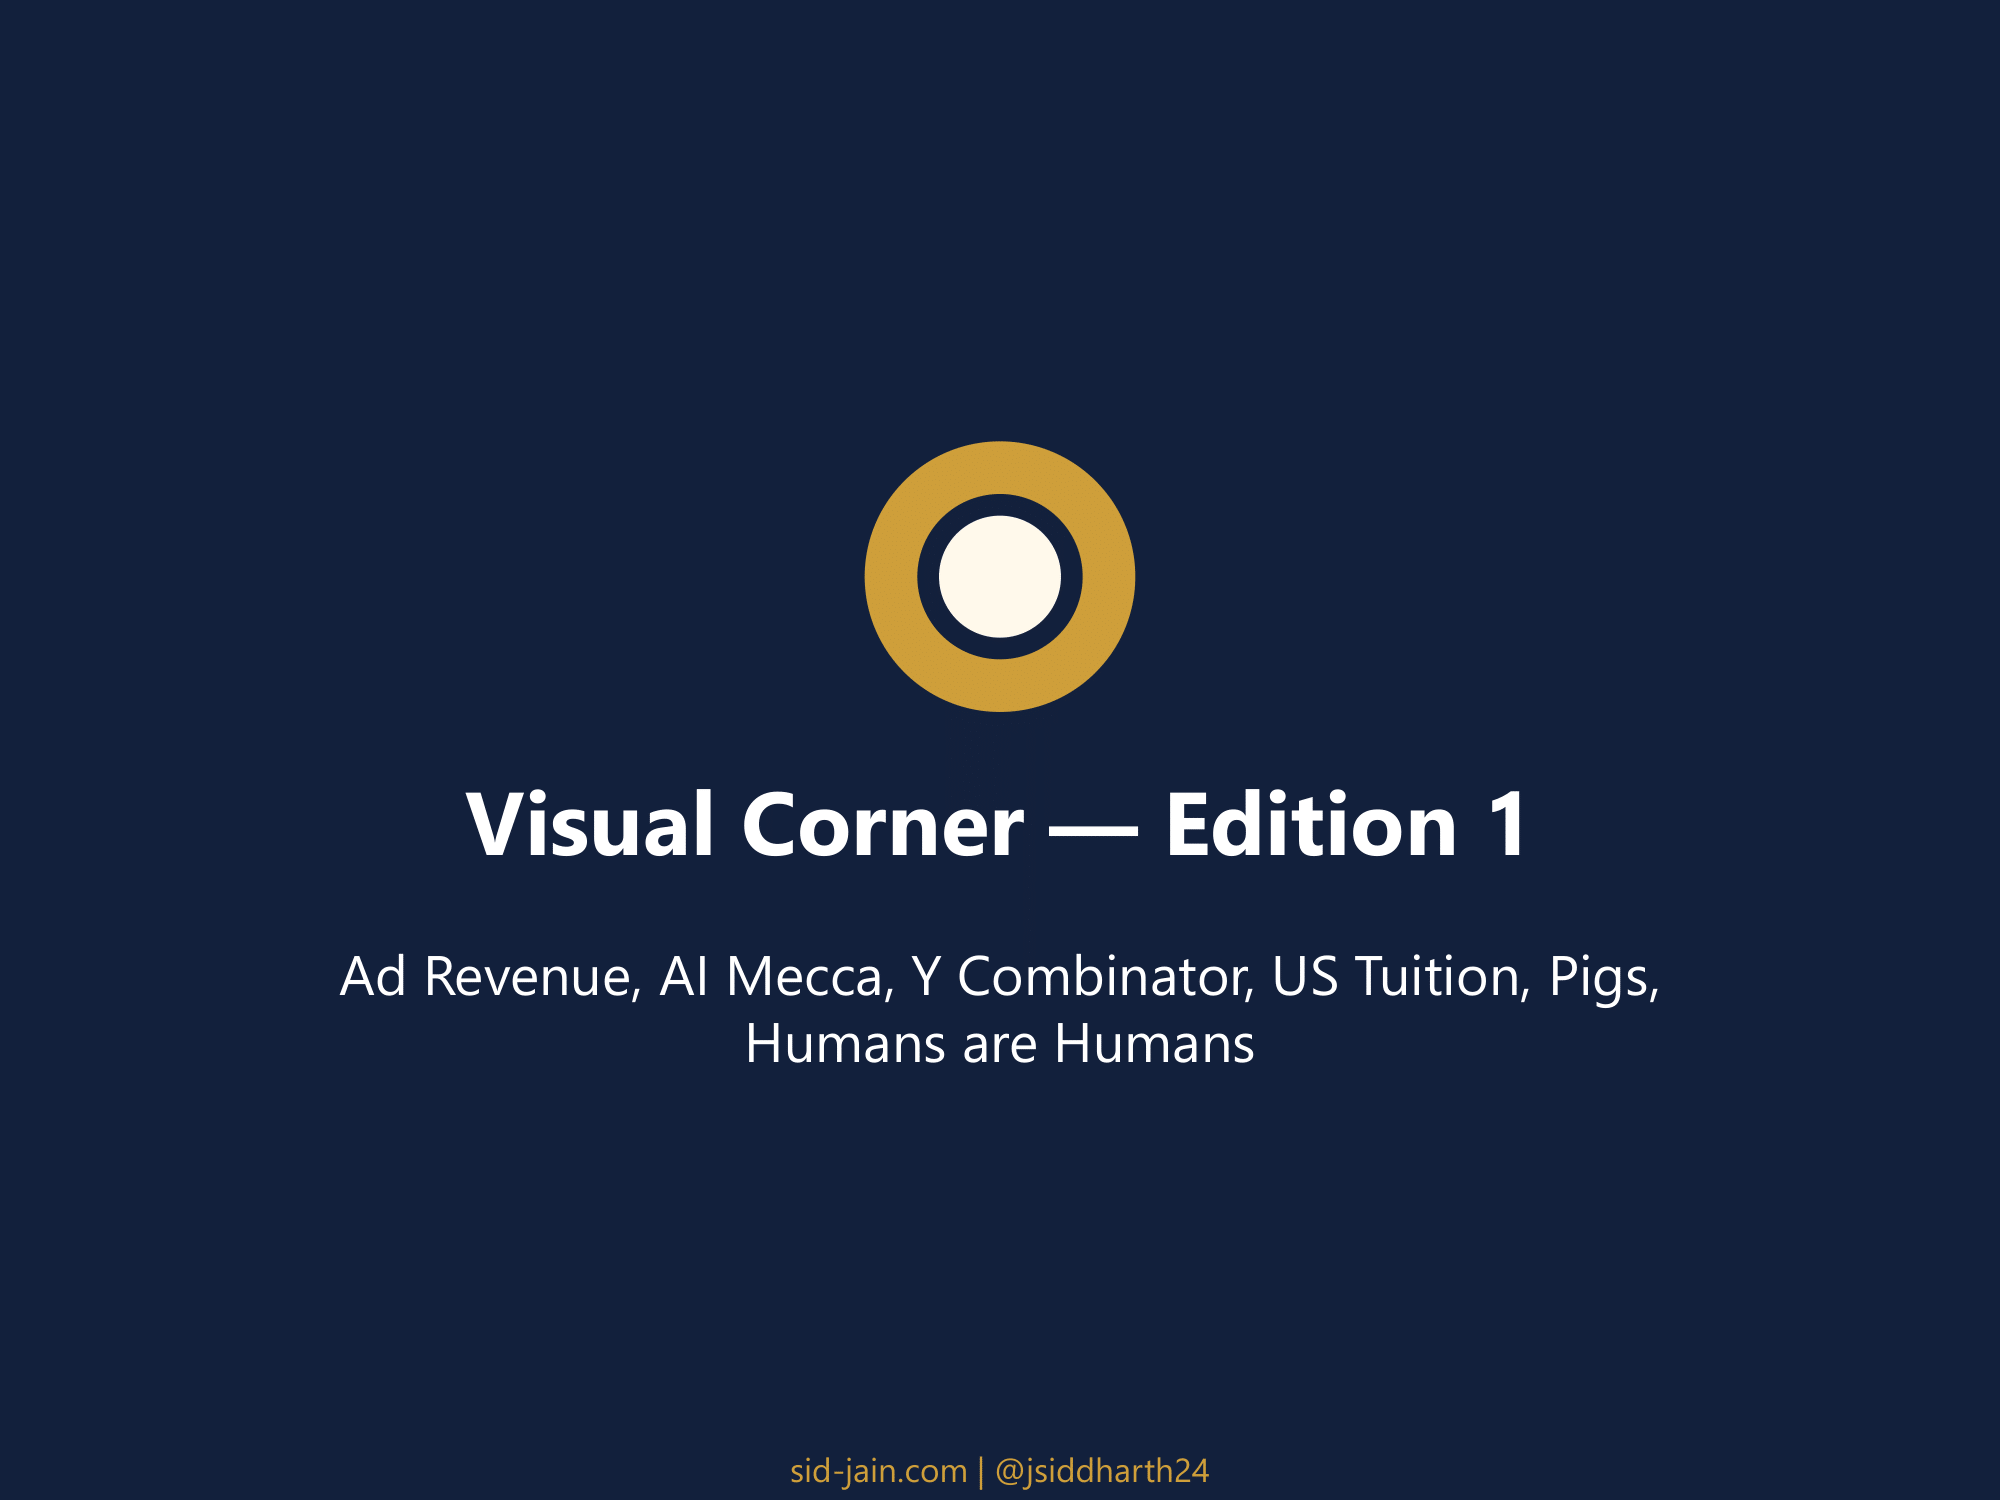 Visual Corner — Edition 1
Ad Revenue, AI Mecca, Y Combinator, US Tuition, Pigs,
Humans are Humans
sid-jain.com | @jsiddharth24